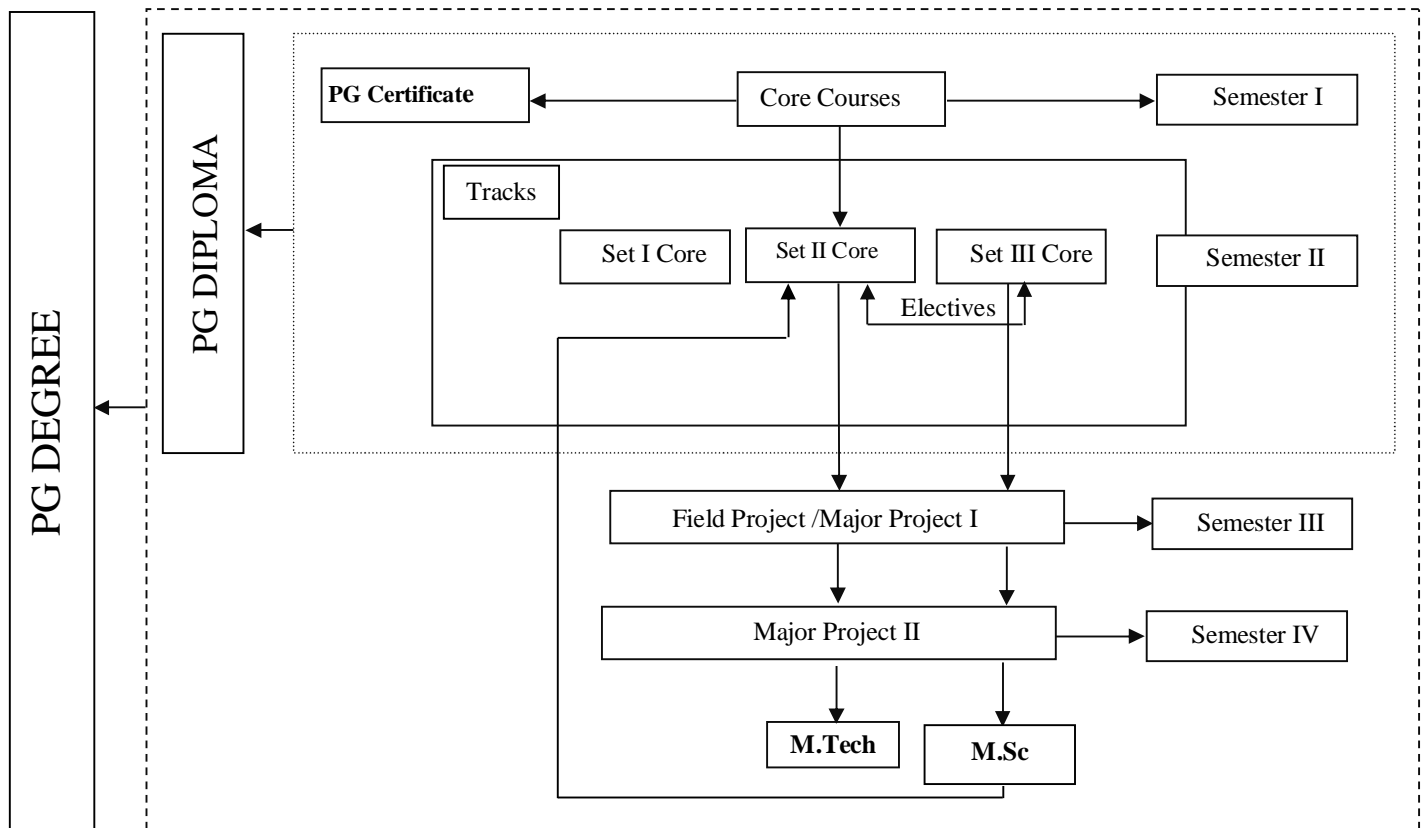 PG DEGREE
PG DIPLOMA
PG Certificate
Core Courses
Semester I
Tracks
Set I Core
Set II Core
Set III Core
Semester II
Electives
Field Project /Major Project I
Semester III
Major Project II
Semester IV
M.Tech
M.Sc